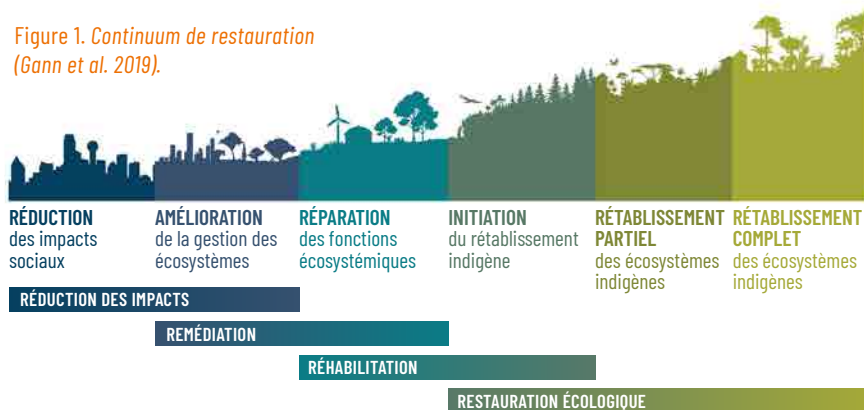 Figure 1. Continuum de restauration
(Gann et al. 2019).
RÉDUCTION
des impacts
sociaux
AMÉLIORATION
de la gestion des
écosystèmes
RÉPARATION
des fonctions
écosystémiques
INITIATION
du rétablissement
indigène
RÉTABLISSEMENT
PARTIEL
des écosystèmes
indigènes
RÉTABLISSEMENT
COMPLET
des écosystèmes
indigènes
RÉDUCTION DES IMPACTS
REMÉDIATION
RÉHABILITATION
RESTAURATION ÉCOLOGIQUE